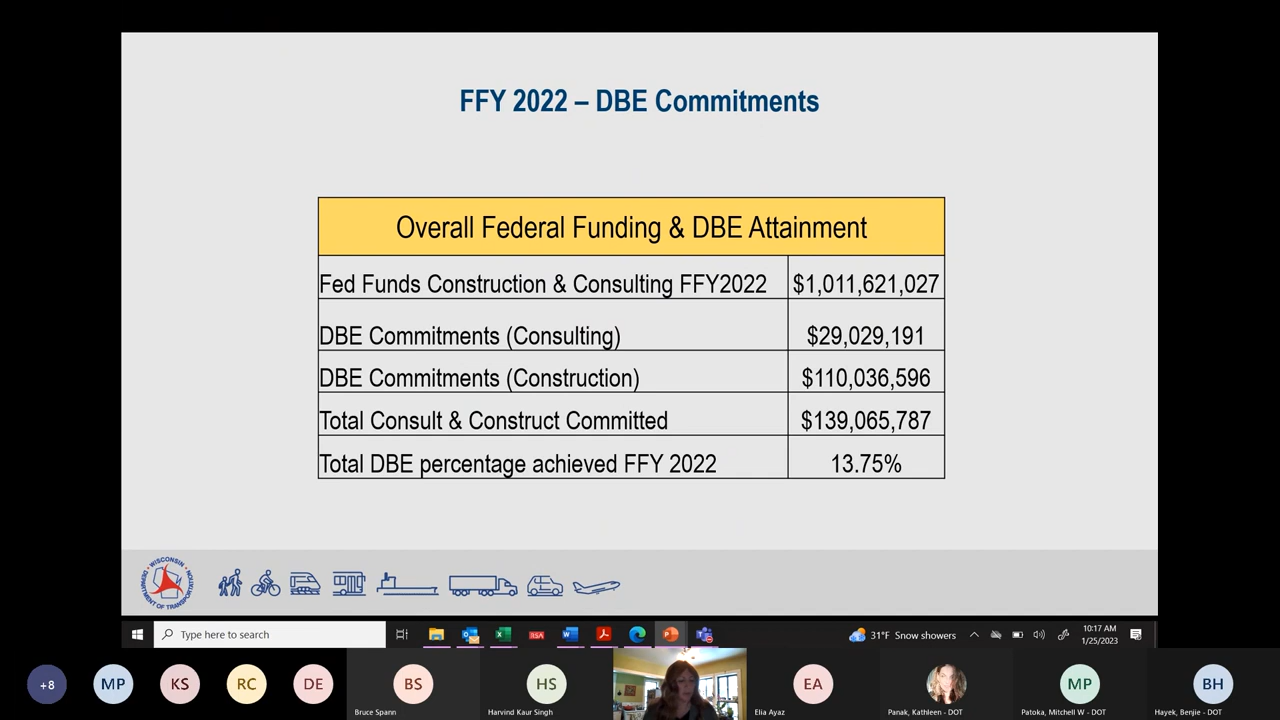 FFY 2022 – DBE Commitments
Overall Federal Funding & DBE Attainment
Fed Funds Construction & Consulting FFY2022 $1,011,621,027
DBE Commitments (Consulting) $29,029,191
DBE Commitments (Construction) $110,036,596
Total Consult & Construct Committed $139,065,787
Total DBE percentage achieved FFY 2022 13.75%
WISCONSIN
DEPARTMENT OF TRANSPORTATION
Type here to search
31°F Snow showers
10:17 AM
1/25/2023
+8 MP KS RC DE BS HS EA MP BH
Bruce Spann Harvind Kaur Singh Elia Ayaz Panak, Kathleen - DOT Patoka, Mitchell W - DOT Hayek, Benjie - DOT